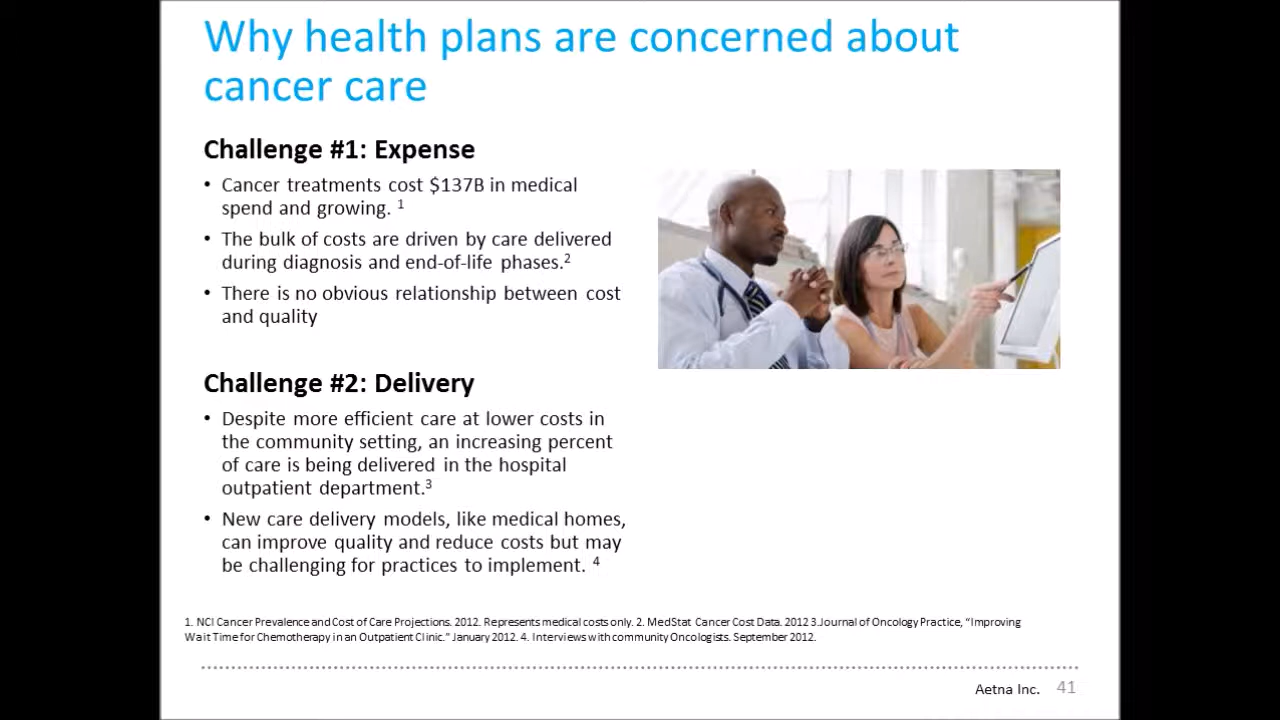 Why health plans are concerned about
cancer care
Challenge #1: Expense
• Cancer treatments cost $137B in medical
spend and growing. 1
• The bulk of costs are driven by care delivered
during diagnosis and end-of-life phases.2
• There is no obvious relationship between cost
and quality
Challenge #2: Delivery
• Despite more efficient care at lower costs in
the community setting, an increasing percent
of care is being delivered in the hospital
outpatient department.3
• New care delivery models, like medical homes,
can improve quality and reduce costs but may
be challenging for practices to implement. 4
1. NCI Cancer Prevalence and Cost of Care Projections. 2012. Represents medical costs only. 2. MedStat Cancer Cost Data. 2012 3.Journal of Oncology Practice, “Improving
Wait Time for Chemotherapy in an Outpatient Clinic.” January 2012. 4. Interviews with community Oncologists. September 2012.
Aetna Inc. 41